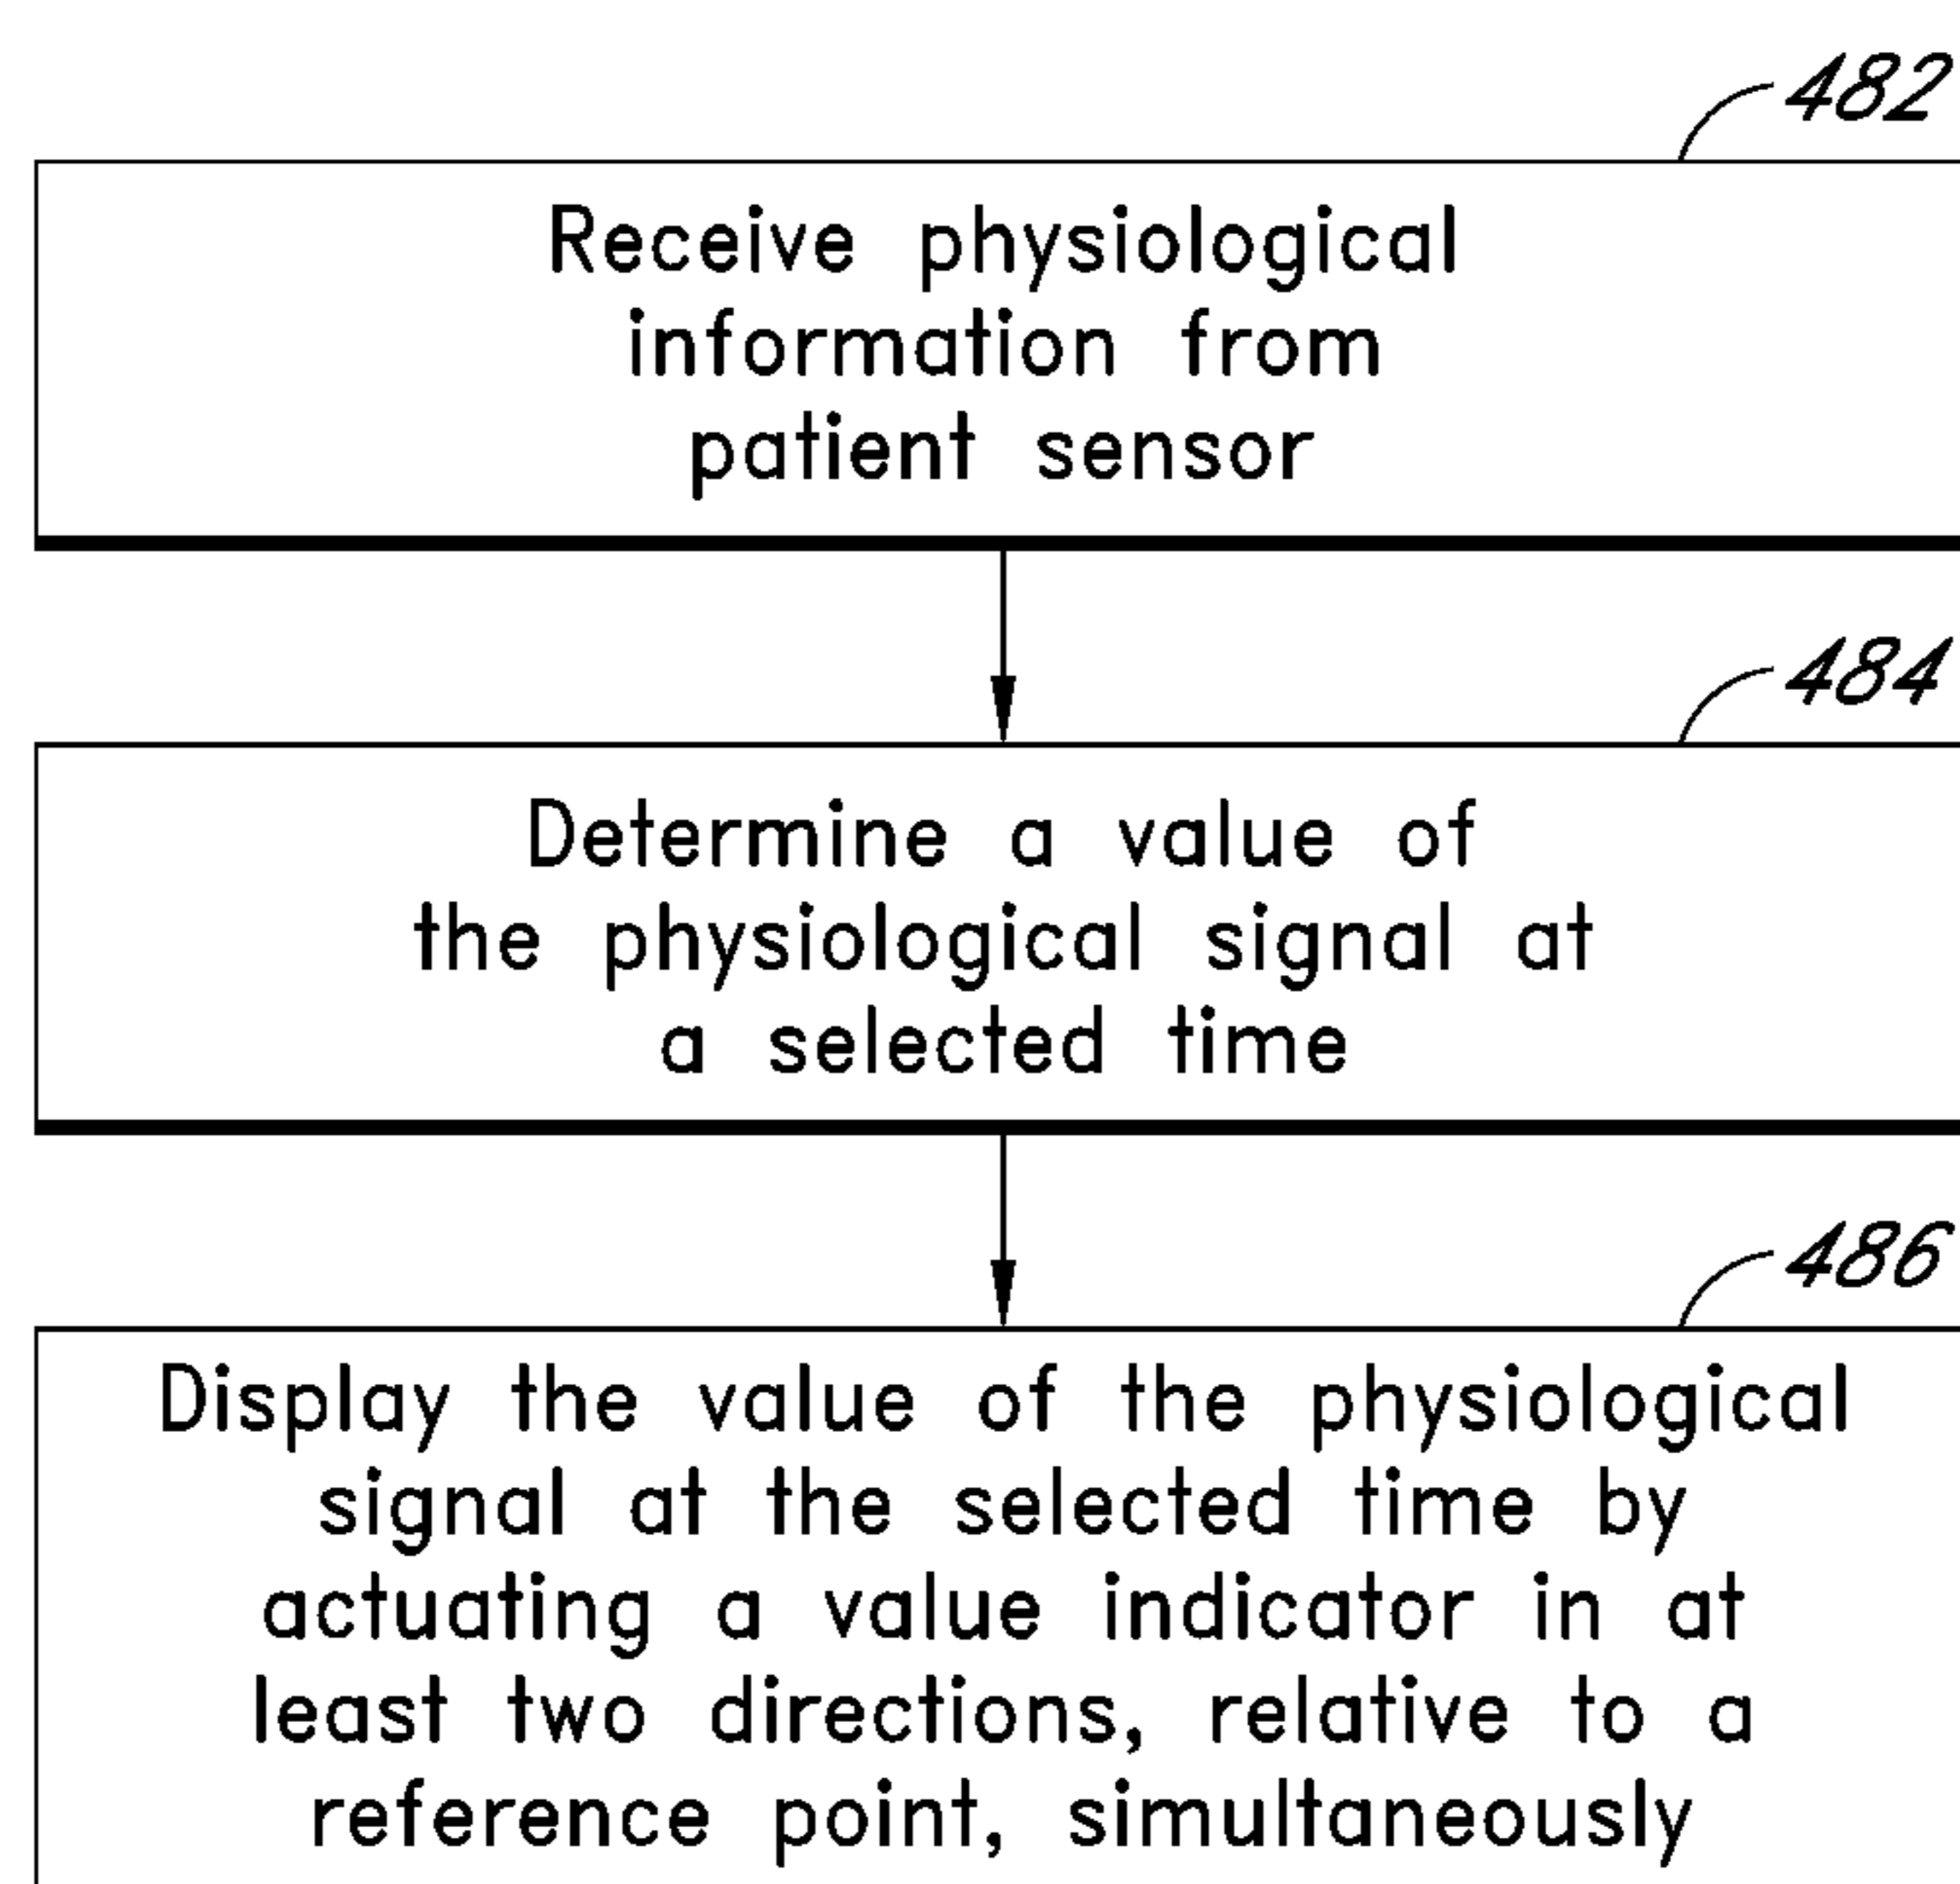 482
Receive physiological
information from
patient sensor
484
Determine a value of
the physiological signal at
a selected time
486
Display the value of the physiological
signal at the selected time by
actuating a value indicator in at
least two directions, relative to a
reference point, simultaneously